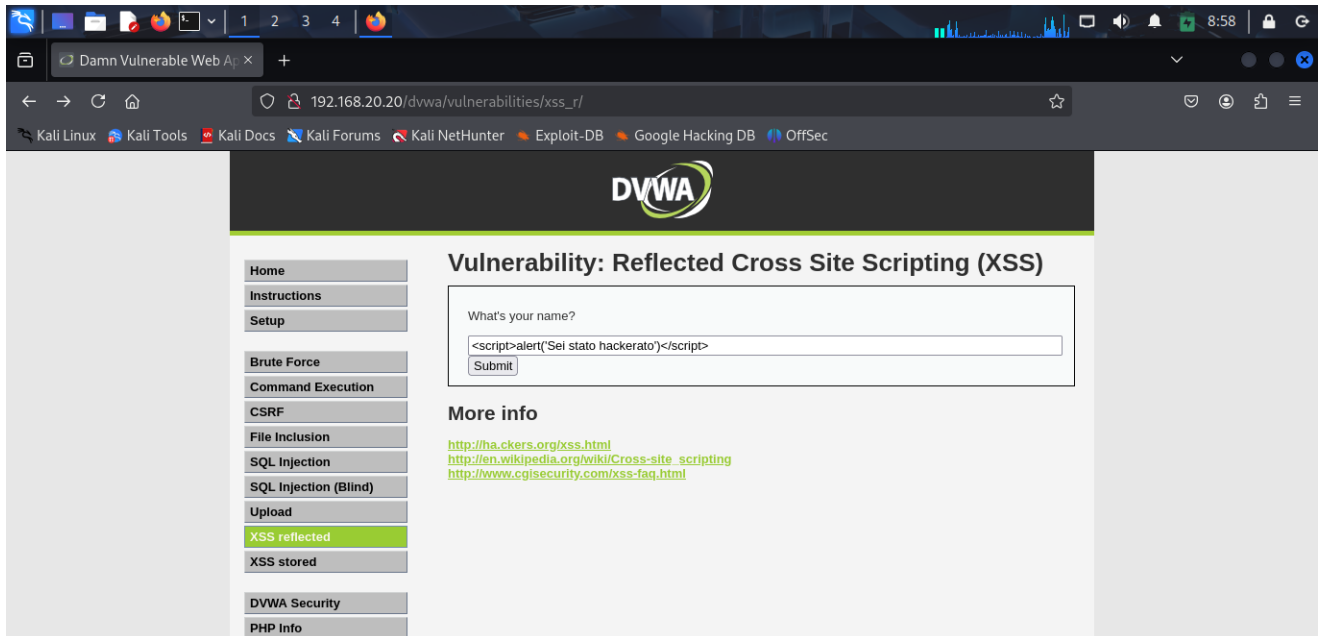 1 2 3 4
8:58
Damn Vulnerable Web Ap
192.168.20.20/dvwa/vulnerabilities/xss_r/
Kali Linux Kali Tools Kali Docs Kali Forums Kali NetHunter Exploit-DB Google Hacking DB OffSec
DVWA
Home
Instructions
Setup
Brute Force
Command Execution
CSRF
File Inclusion
SQL Injection
SQL Injection (Blind)
Upload
XSS reflected
XSS stored
DVWA Security
PHP Info
Vulnerability: Reflected Cross Site Scripting (XSS)
What's your name?
<script>alert('Sei stato hackerato')</script>
Submit
More info
http://ha.ckers.org/xss.html
http://en.wikipedia.org/wiki/Cross-site_scripting
http://www.cgisecurity.com/xss-faq.html